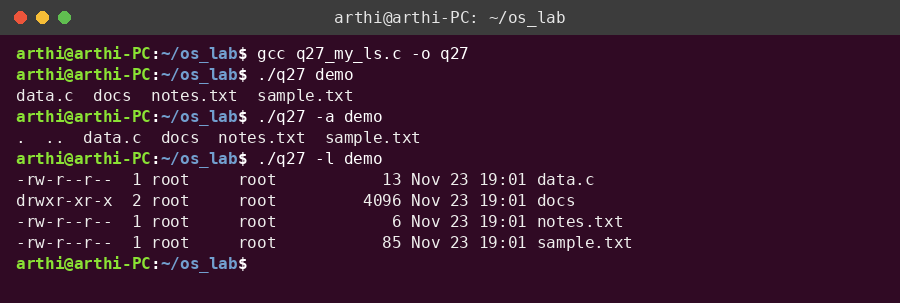 arthi@arthi-PC: ~/os_lab
arthi@arthi-PC:~/os_lab$ gcc q27_my_ls.c -o q27
arthi@arthi-PC:~/os_lab$ ./q27 demo
data.c  docs  notes.txt  sample.txt
arthi@arthi-PC:~/os_lab$ ./q27 -a demo
.  ..  data.c  docs  notes.txt  sample.txt
arthi@arthi-PC:~/os_lab$ ./q27 -l demo
-rw-r--r--  1 root     root           13 Nov 23 19:01 data.c
drwxr-xr-x  2 root     root         4096 Nov 23 19:01 docs
-rw-r--r--  1 root     root            6 Nov 23 19:01 notes.txt
-rw-r--r--  1 root     root           85 Nov 23 19:01 sample.txt
arthi@arthi-PC:~/os_lab$